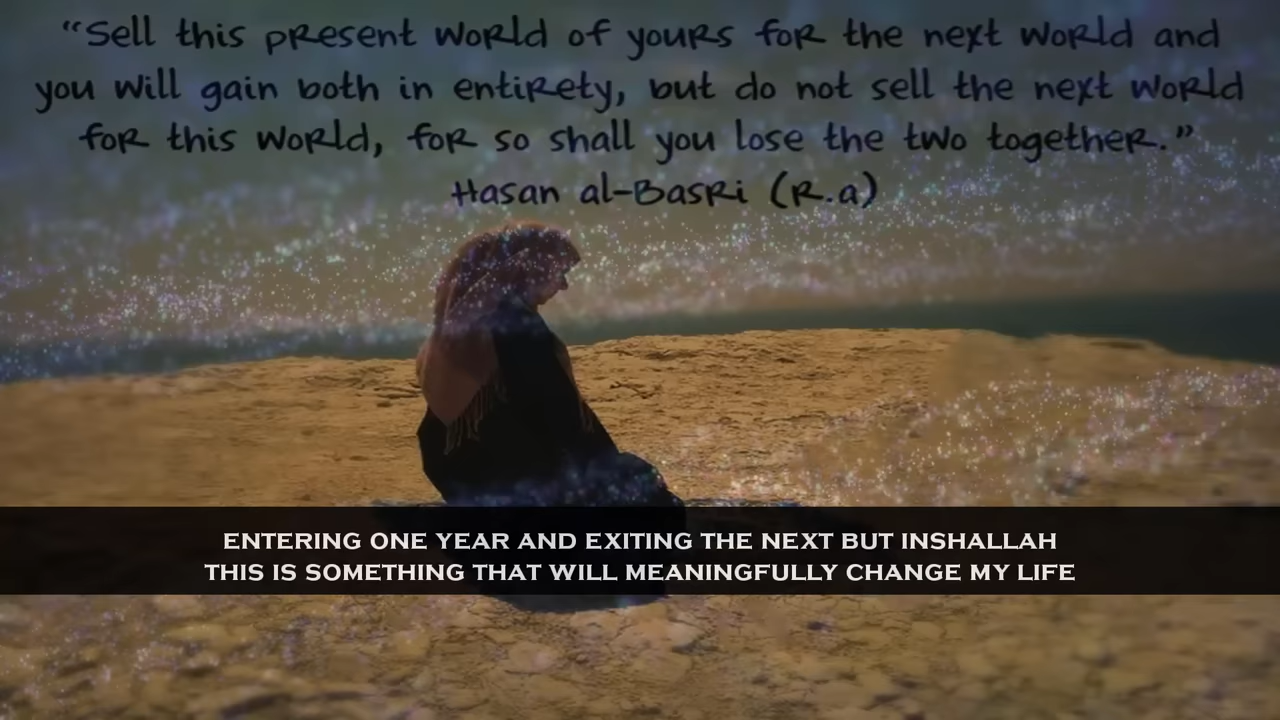 “Sell this present world of yours for the next world and
you will gain both in entirety, but do not sell the next world
for this world, for so shall you lose the two together.”
Hasan al-Basri (R.a)
ENTERING ONE YEAR AND EXITING THE NEXT BUT INSHALLAH
THIS IS SOMETHING THAT WILL MEANINGFULLY CHANGE MY LIFE